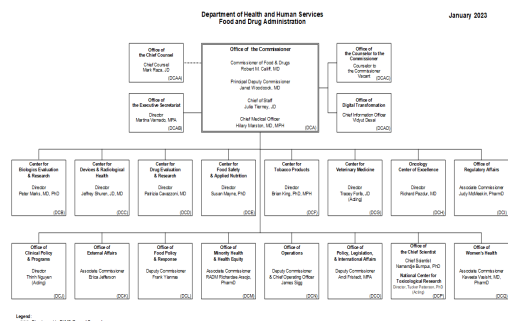 Department of Health and Human Services
Food and Drug Administration
January 2023
Office of
the Chief Counsel
Chief Counsel
Mark Raza, JD
(DCAA)
Office of the Commissioner
Commissioner of Food & Drugs
Robert M. Califf, MD
Principal Deputy Commissioner
Janet Woodcock, MD
Chief of Staff
Julie Tierney, JD
Chief Medical Officer
Hilary Marston, MD, MPH
(DCA)
Office of
the Counselor to the
Commissioner
Counselor to
the Commissioner
Vacant
(DCAC)
Office of
the Executive Secretariat
Director
Martina Varnado, MPA
(DCAB)
Office of
Digital Transformation
Chief Information Officer
Vid Desai
(DCAD)
Center for
Biologics Evaluation
& Research
Director
Peter Marks, MD, PhD
(DCB)
Center for
Devices & Radiological
Health
Director
Jeffrey Shuren, JD, MD
(DCC)
Center for
Drug Evaluation
& Research
Director
Patrizia Cavazzoni, MD
(DCD)
Center for
Food Safety
& Applied Nutrition
Director
Susan Mayne, PhD
(DCE)
Center for
Tobacco Products
Director
Brian King, PhD, MPH
(DCF)
Center for
Veterinary Medicine
Director
Tracey Forfa, JD
(Acting)
(DCG)
Oncology
Center of Excellence
Director
Richard Pazdur, MD
(DCH)
Office of
Regulatory Affairs
Associate Commissioner
Judy McMeekin, PharmD
(DCI)
Office of
Clinical Policy
& Programs
Director
Thinh Nguyen
(Acting)
(DCJ)
Office of
External Affairs
Associate Commissioner
Erica Jefferson
(DCK)
Office of
Food Policy
& Response
Deputy Commissioner
Frank Yiannas
(DCL)
Office of
Minority Health
& Health Equity
Associate Commissioner
RADM Richardae Araojo,
PharmD
(DCM)
Office of
Operations
Deputy Commissioner
& Chief Operating Officer
James Sigg
(DCN)
Office of
Policy, Legislation,
& International Affairs
Deputy Commissioner
Andi Fristedt, MPA
(DCO)
Office of
the Chief Scientist
Chief Scientist
Namandje Bumpus, PhD
National Center for
Toxicological Research
Director, Tucker Patterson, PhD
(Acting)
(DCP)
Office of
Women's Health
Associate Commissioner
Kaveeta Vasisht, MD,
PharmD
(DCQ)
Legend: